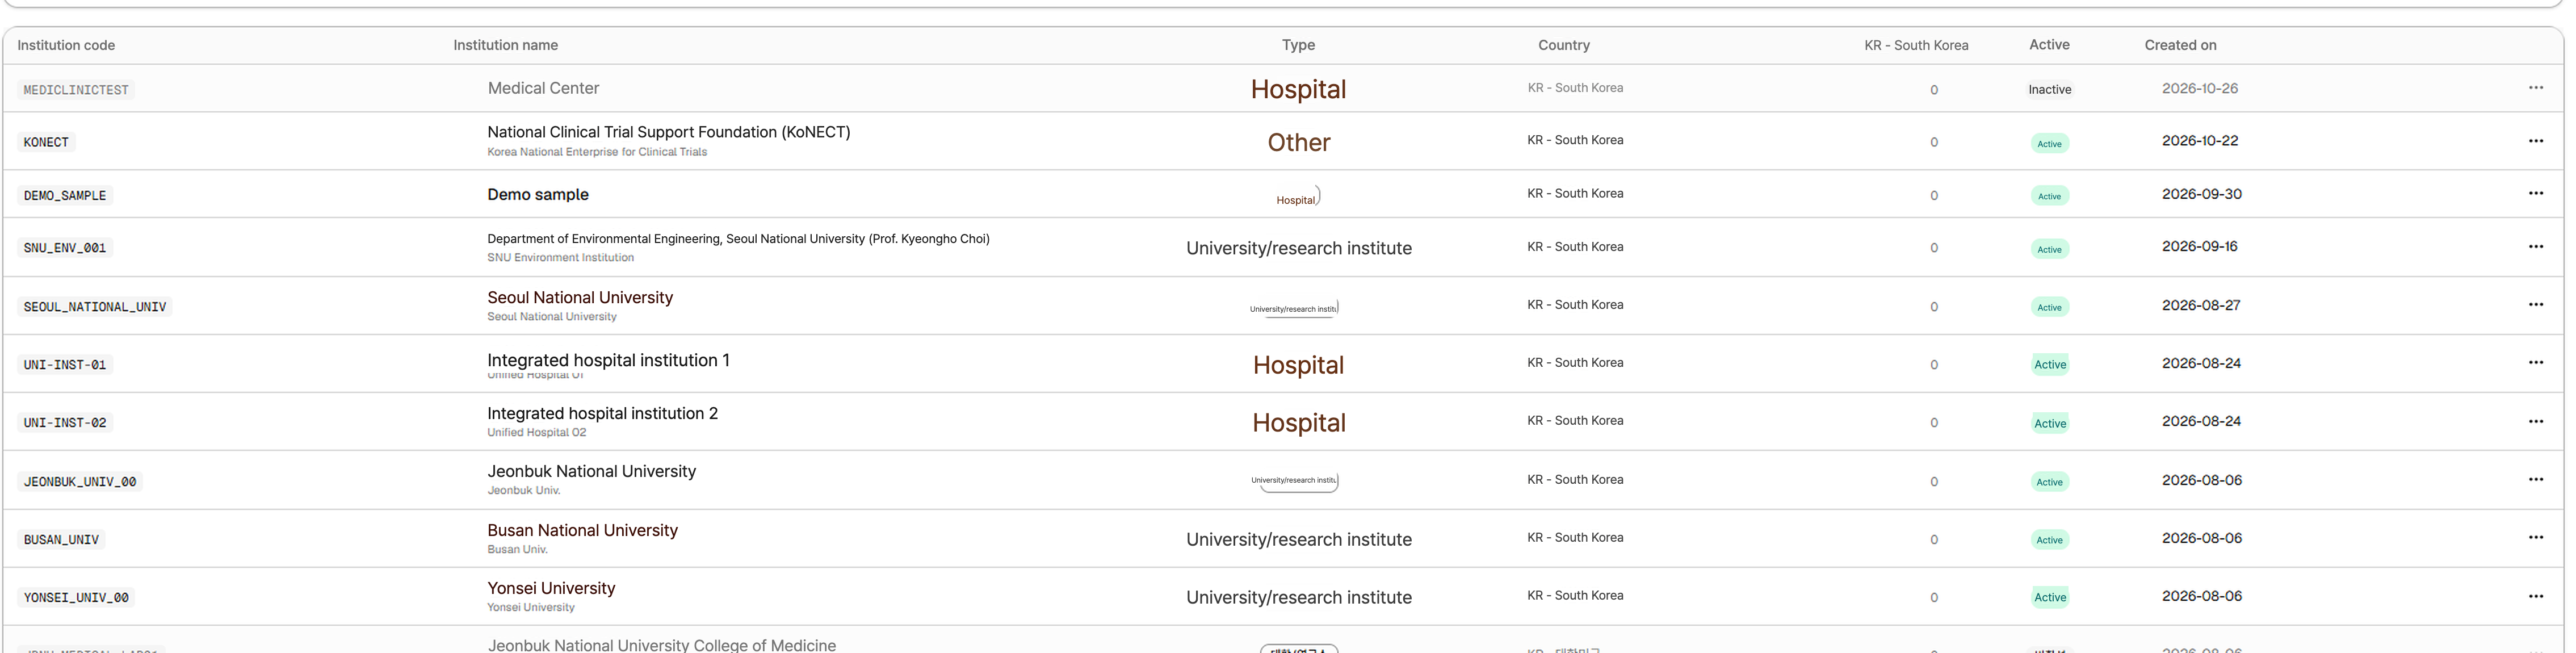 Institution code Institution name Type Country KR - South Korea Active Created on
MEDICLINICTEST Medical Center Hospital KR - South Korea 0 Inactive 2026-10-26 ...
KONECT National Clinical Trial Support Foundation (KoNECT) Other KR - South Korea 0 Active 2026-10-22 ...
Korea National Enterprise for Clinical Trials
DEMO_SAMPLE Demo sample Hospital KR - South Korea 0 Active 2026-09-30 ...
SNU_ENV_001 Department of Environmental Engineering, Seoul National University (Prof. Kyeongho Choi) University/research institute KR - South Korea 0 Active 2026-09-16 ...
SNU Environment Institution
SEOUL_NATIONAL_UNIV Seoul National University University/research instit KR - South Korea 0 Active 2026-08-27 ...
Seoul National University
UNI-INST-01 Integrated hospital institution 1 Hospital KR - South Korea 0 Active 2026-08-24 ...
Unified Hospital 01
UNI-INST-02 Integrated hospital institution 2 Hospital KR - South Korea 0 Active 2026-08-24 ...
Unified Hospital 02
JEONBUK_UNIV_00 Jeonbuk National University University/research instit KR - South Korea 0 Active 2026-08-06 ...
Jeonbuk Univ.
BUSAN_UNIV Busan National University University/research institute KR - South Korea 0 Active 2026-08-06 ...
Busan Univ.
YONSEI_UNIV_00 Yonsei University University/research institute KR - South Korea 0 Active 2026-08-06 ...
Yonsei University
Jeonbuk National University College of Medicine